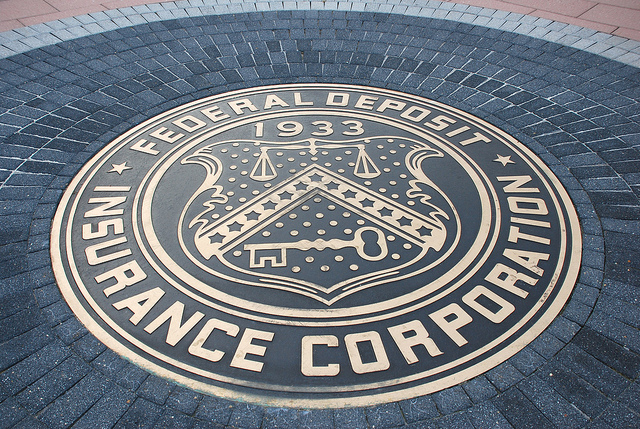 FEDERAL DEPOSIT
INSURANCE CORPORATION
1933